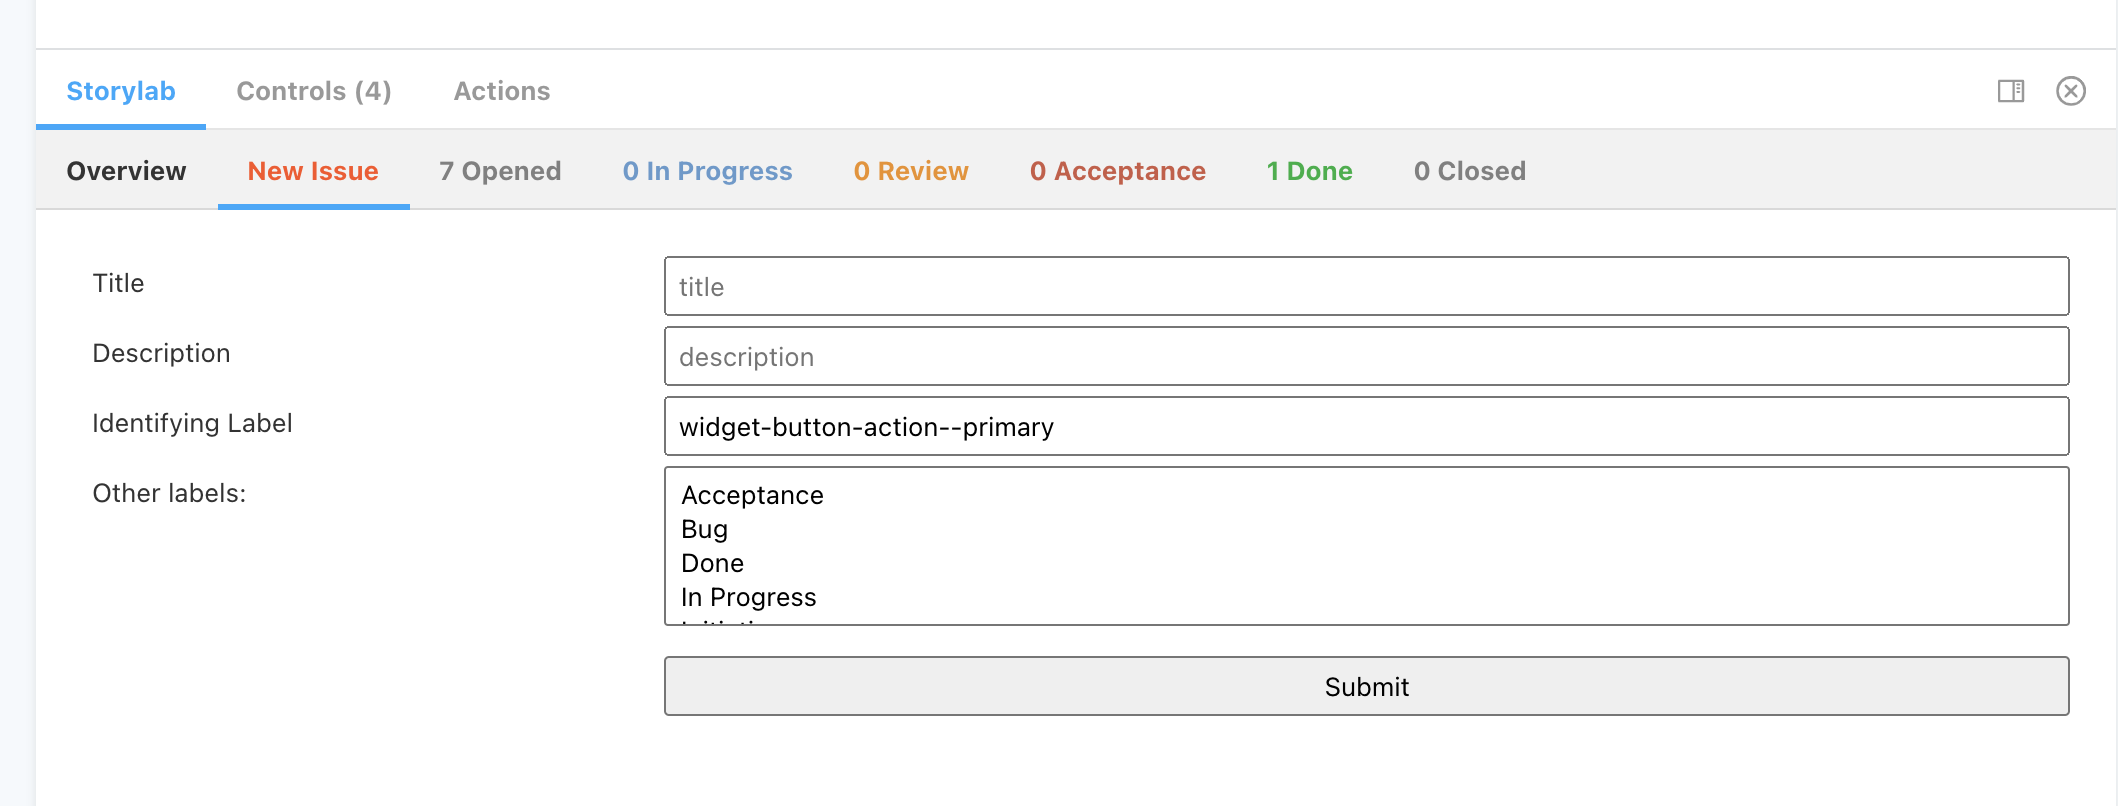 Storylab Controls (4) Actions
Overview New Issue 7 Opened 0 In Progress 0 Review 0 Acceptance 1 Done 0 Closed
Title title
Description description
Identifying Label widget-button-action--primary
Other labels: Acceptance
Bug
Done
In Progress
Submit